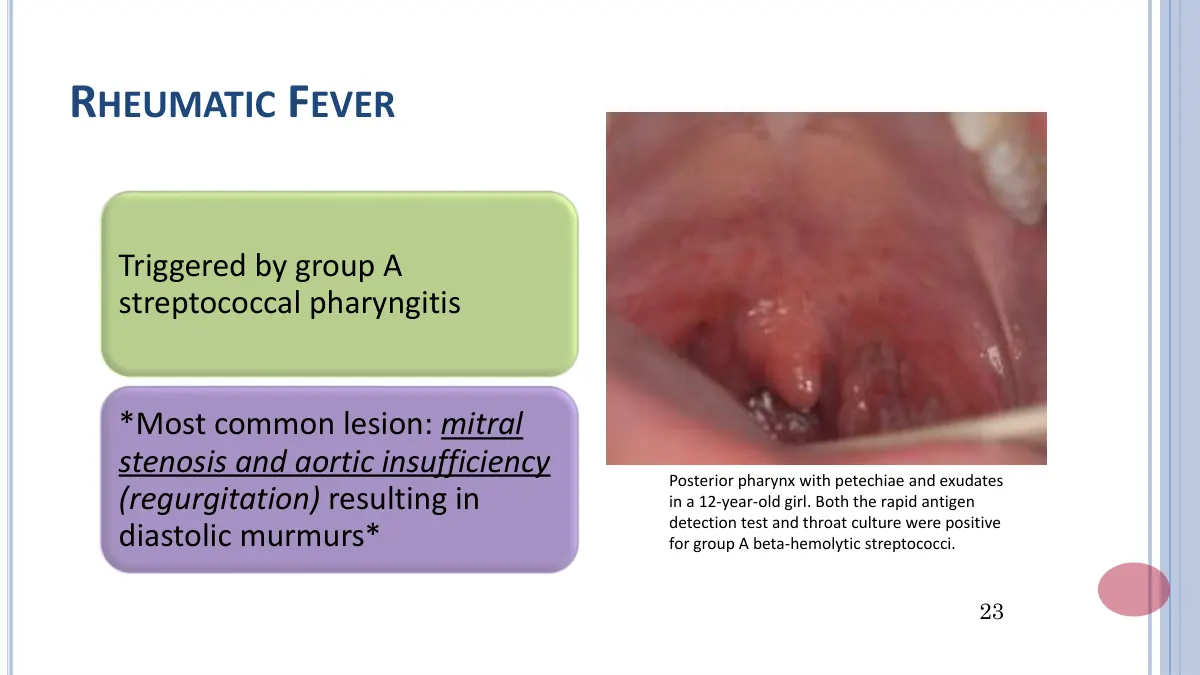 RHEUMATIC FEVER
Triggered by group A
streptococcal pharyngitis
*Most common lesion: mitral
stenosis and aortic insufficiency
(regurgitation) resulting in
diastolic murmurs*
Posterior pharynx with petechiae and exudates
in a 12-year-old girl. Both the rapid antigen
detection test and throat culture were positive
for group A beta-hemolytic streptococci.
23